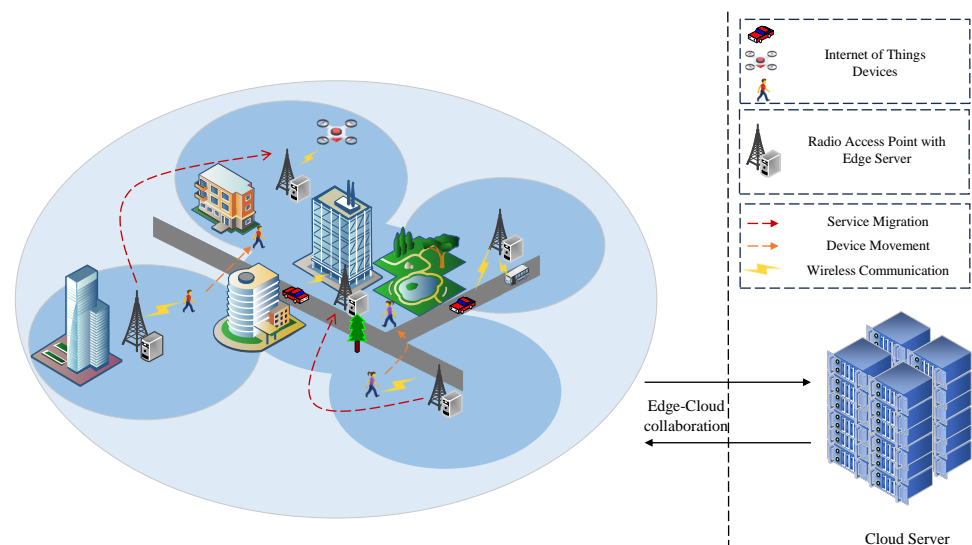 Internet of Things
Devices
Radio Access Point with
Edge Server
Service Migration
Device Movement
Wireless Communication
Edge-Cloud
collaboration
Cloud Server